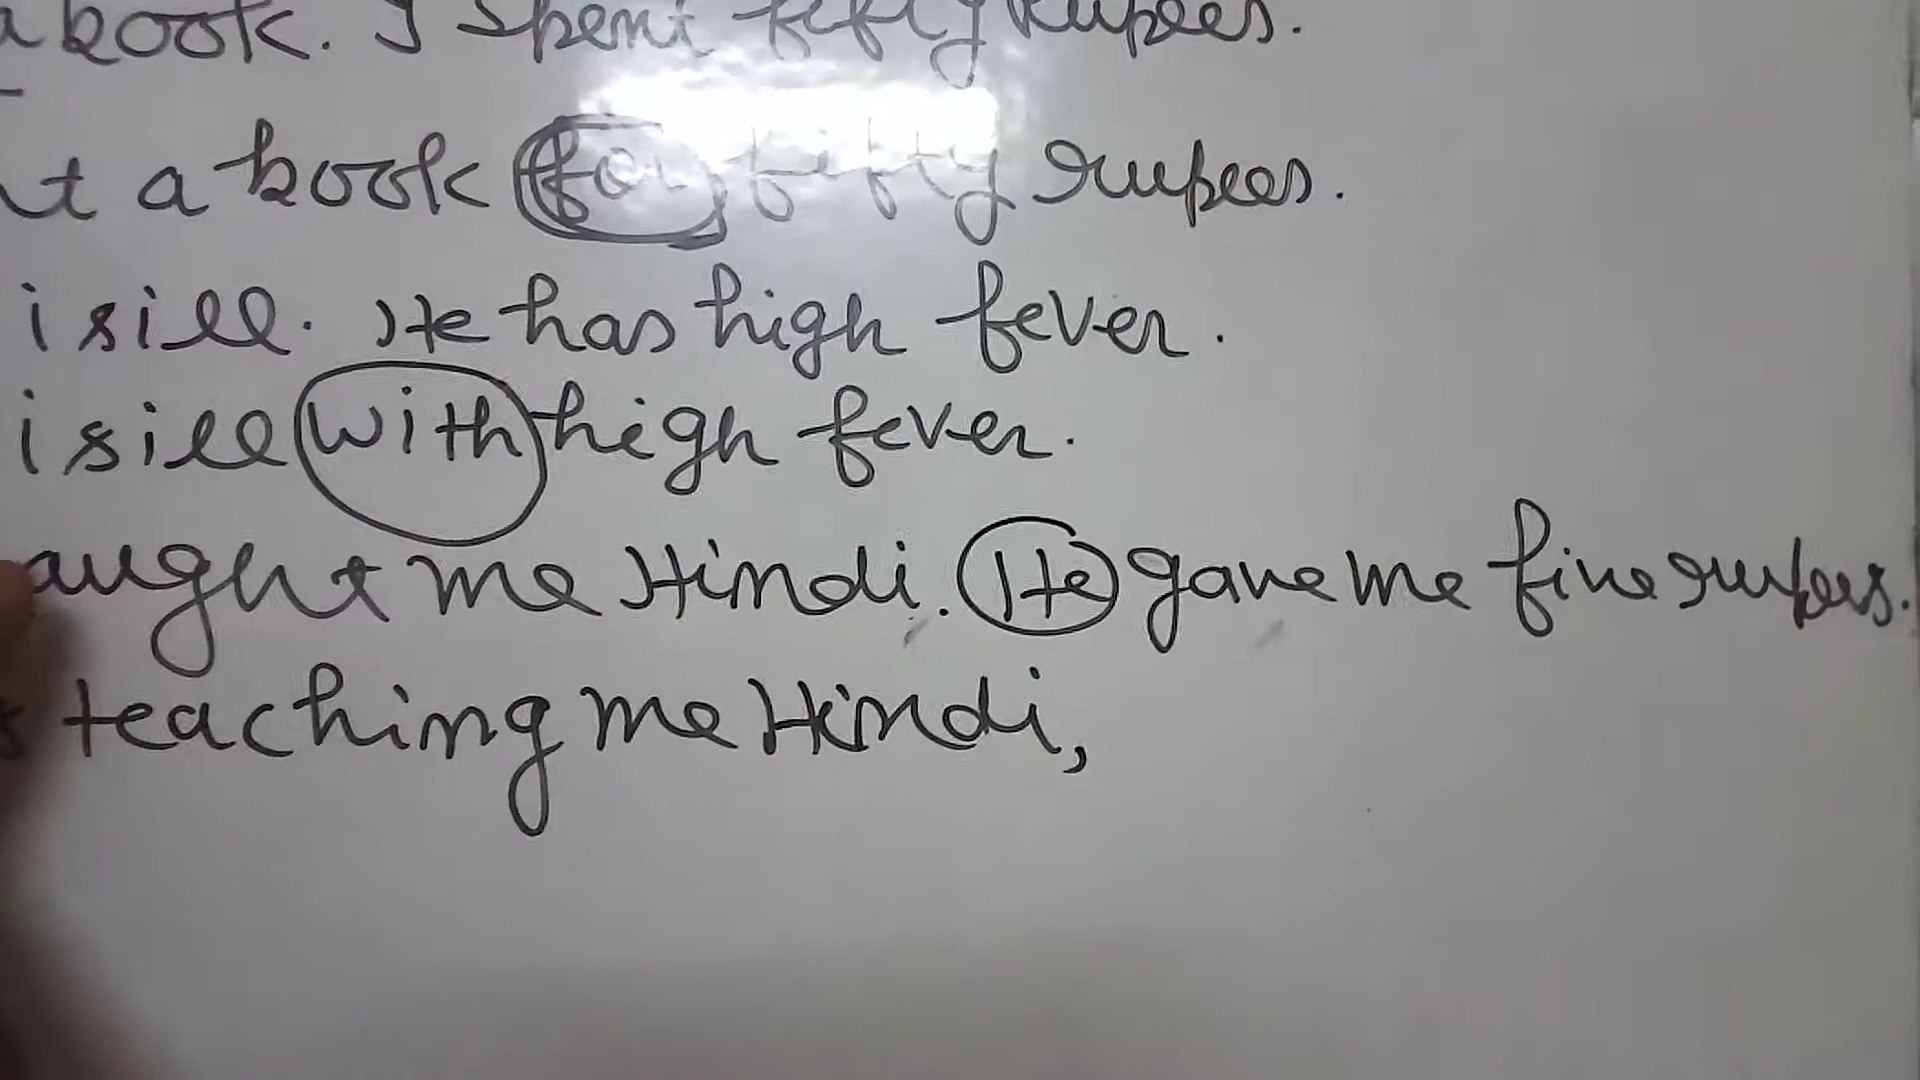 a book. I spent fifty Rupees.
t a book for fifty rupees.
is ill. He has high fever.
is ill with high fever.
aught me Hindi. He gave me five rupees.
s teaching me Hindi,